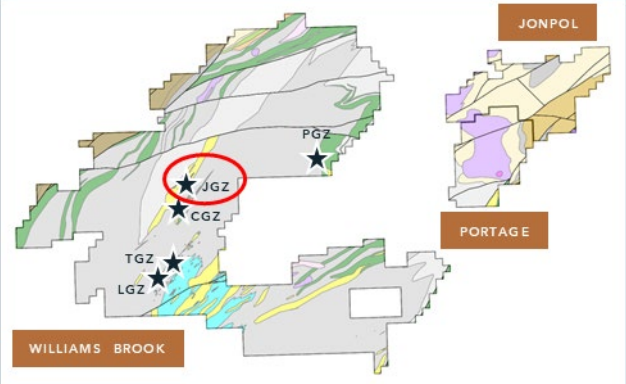 JONPOL
PGZ
JGZ
CGZ
PORTAGE
TGZ
LGZ
WILLIAMS BROOK